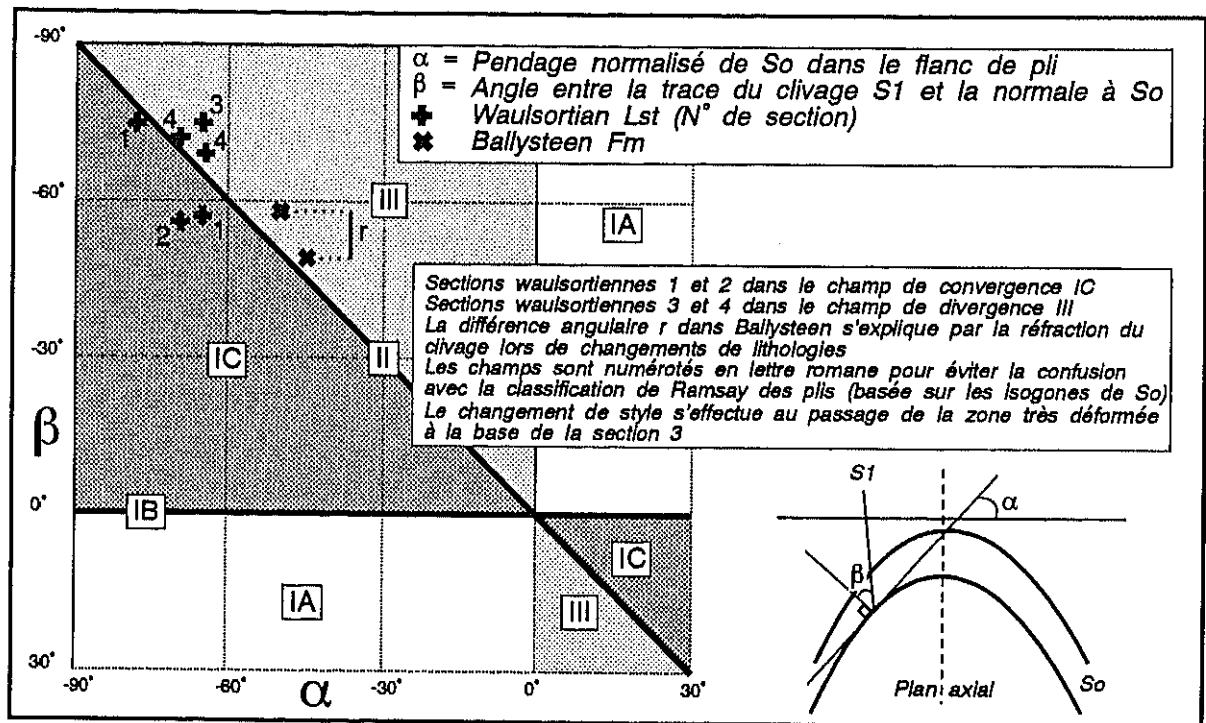 -90°
-60°
-30°
0°
30°
β
-90°
-60°
-30°
0°
30°
α
α = Pendage normalisé de So dans le flanc de pli
β = Angle entre la trace du clivage S1 et la normale à So
Waulsortian Lst (N° de section)
Ballysteen Fm
1
4
3
4
2
1
r
III
IA
IC
II
IB
IA
IC
III
Sections waulsortiennes 1 et 2 dans le champ de convergence IC
Sections waulsortiennes 3 et 4 dans le champ de divergence III
La différence angulaire r dans Ballysteen s'explique par la réfraction du
clivage lors de changements de lithologies
Les champs sont numérotés en lettre romane pour éviter la confusion
avec la classification de Ramsay des plis (basée sur les isogones de So)
Le changement de style s'effectue au passage de la zone très déformée
à la base de la section 3
S1
α
β
So
Plan axial